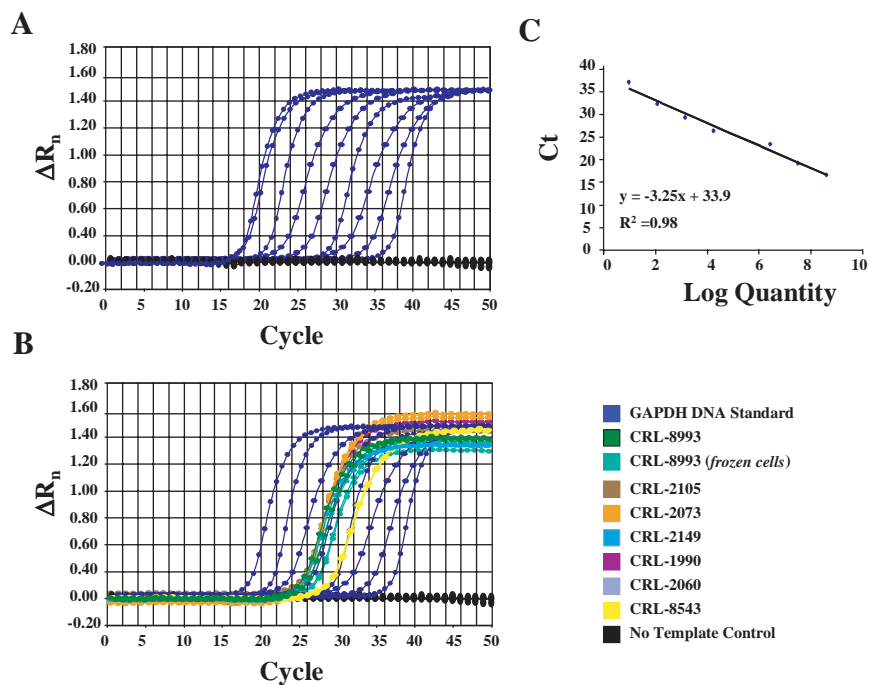 A
1.80
1.60
1.40
1.20
1.00
0.80
0.60
0.40
0.20
0.00
-0.20
ΔRn
0 5 10 15 20 25 30 35 40 45 50
Cycle
B
1.80
1.60
1.40
1.20
1.00
0.80
0.60
0.40
0.20
0.00
-0.20
ΔRn
0 5 10 15 20 25 30 35 40 45 50
Cycle
C
40
35
30
25
20
15
10
5
0
Ct
y = -3.25x + 33.9
R² =0.98
0 2 4 6 8 10
Log Quantity
GAPDH DNA Standard
CRL-8993
CRL-8993 (frozen cells)
CRL-2105
CRL-2073
CRL-2149
CRL-1990
CRL-2060
CRL-8543
No Template Control